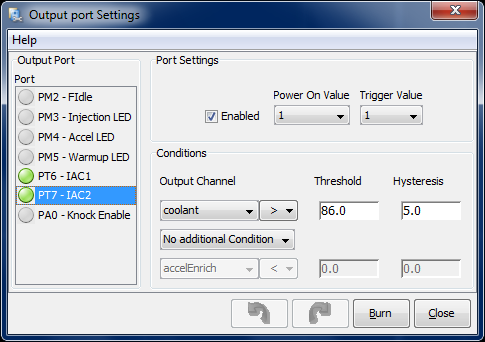 Output port Settings
Help
Output Port
Port
PM2 - FIdle
PM3 - Injection LED
PM4 - Accel LED
PM5 - Warmup LED
PT6 - IAC1
PT7 - IAC2
PA0 - Knock Enable
Port Settings
Power On Value Trigger Value
Enabled 1 1
Conditions
Output Channel Threshold Hysteresis
coolant > 86.0 5.0
No additional Condition
accelEnrich < 0.0 0.0
Burn Close